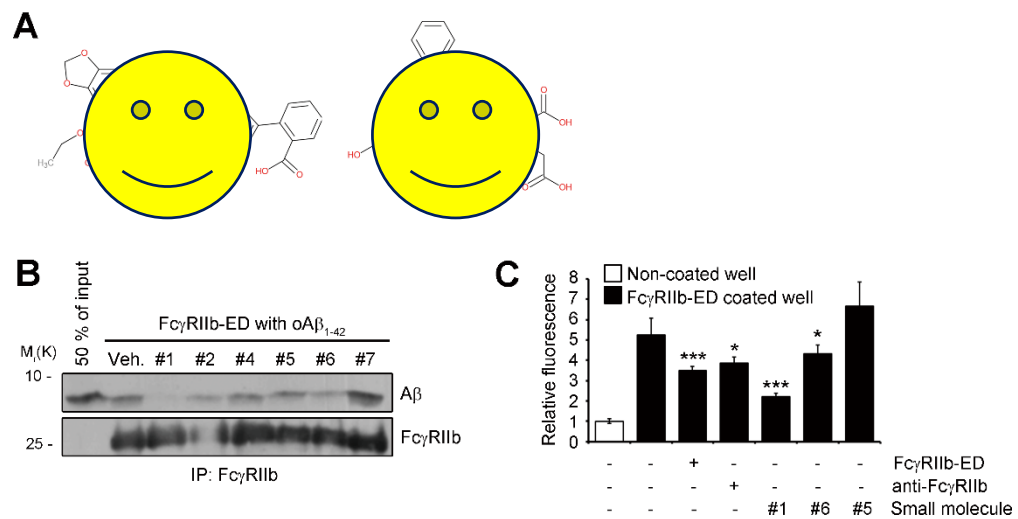 A
O
O
O
H₃C
O
HO
O
O
OH
HO
O
OH
B
50 % of input
FcγRIIb-ED with oAβ1-42
Mr(K)
Veh. #1 #2 #4 #5 #6 #7
10 -
Aβ
25 -
FcγRIIb
IP: FcγRIIb
C
Relative fluorescence
8
7
6
5
4
3
2
1
0
Non-coated well
FcγRIIb-ED coated well
*** * *** *
- - + - - - - FcγRIIb-ED
- - - + - - - anti-FcγRIIb
- - - - #1 #6 #5 Small molecule